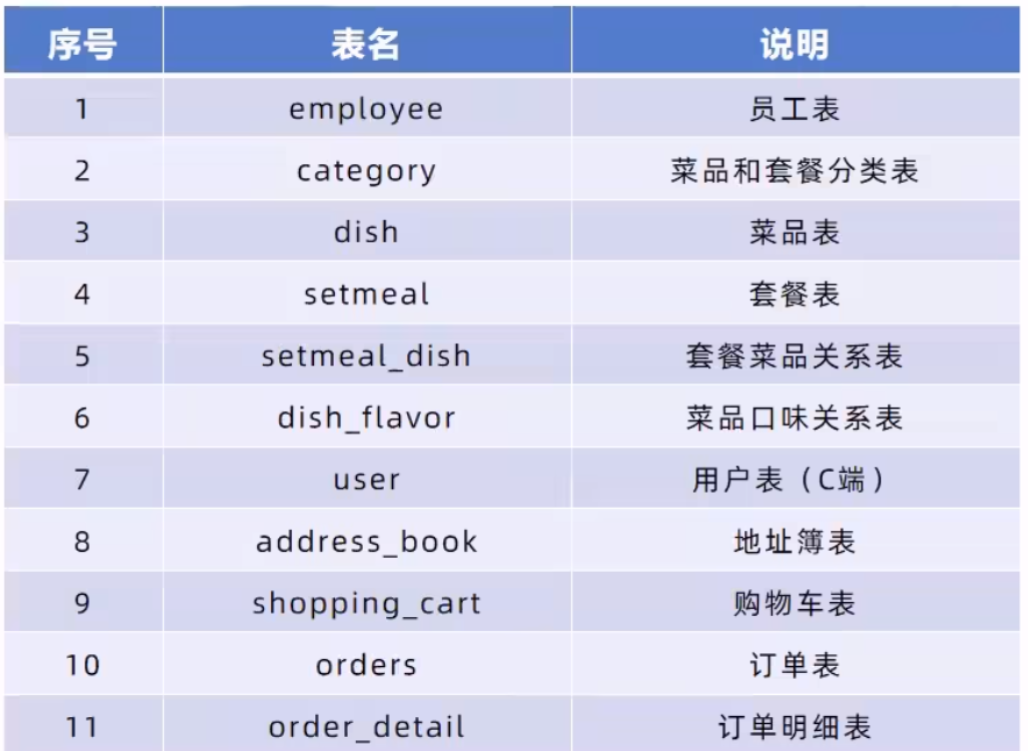 序号 表名 说明
1 employee 员工表
2 category 菜品和套餐分类表
3 dish 菜品表
4 setmeal 套餐表
5 setmeal_dish 套餐菜品关系表
6 dish_flavor 菜品口味关系表
7 user 用户表（C端）
8 address_book 地址簿表
9 shopping_cart 购物车表
10 orders 订单表
11 order_detail 订单明细表